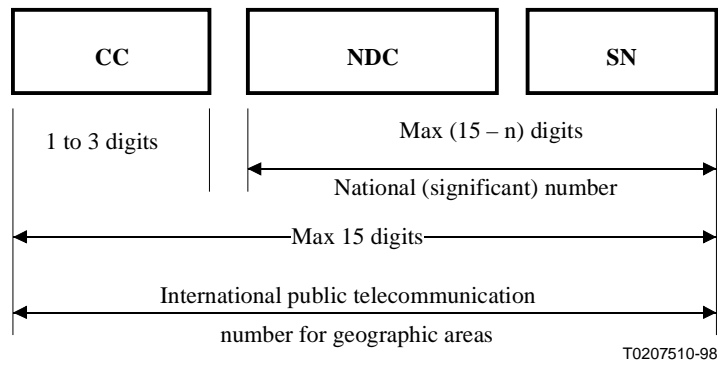 CC
NDC
SN
1 to 3 digits
Max (15 – n) digits
National (significant) number
Max 15 digits
International public telecommunication
number for geographic areas
T0207510-98